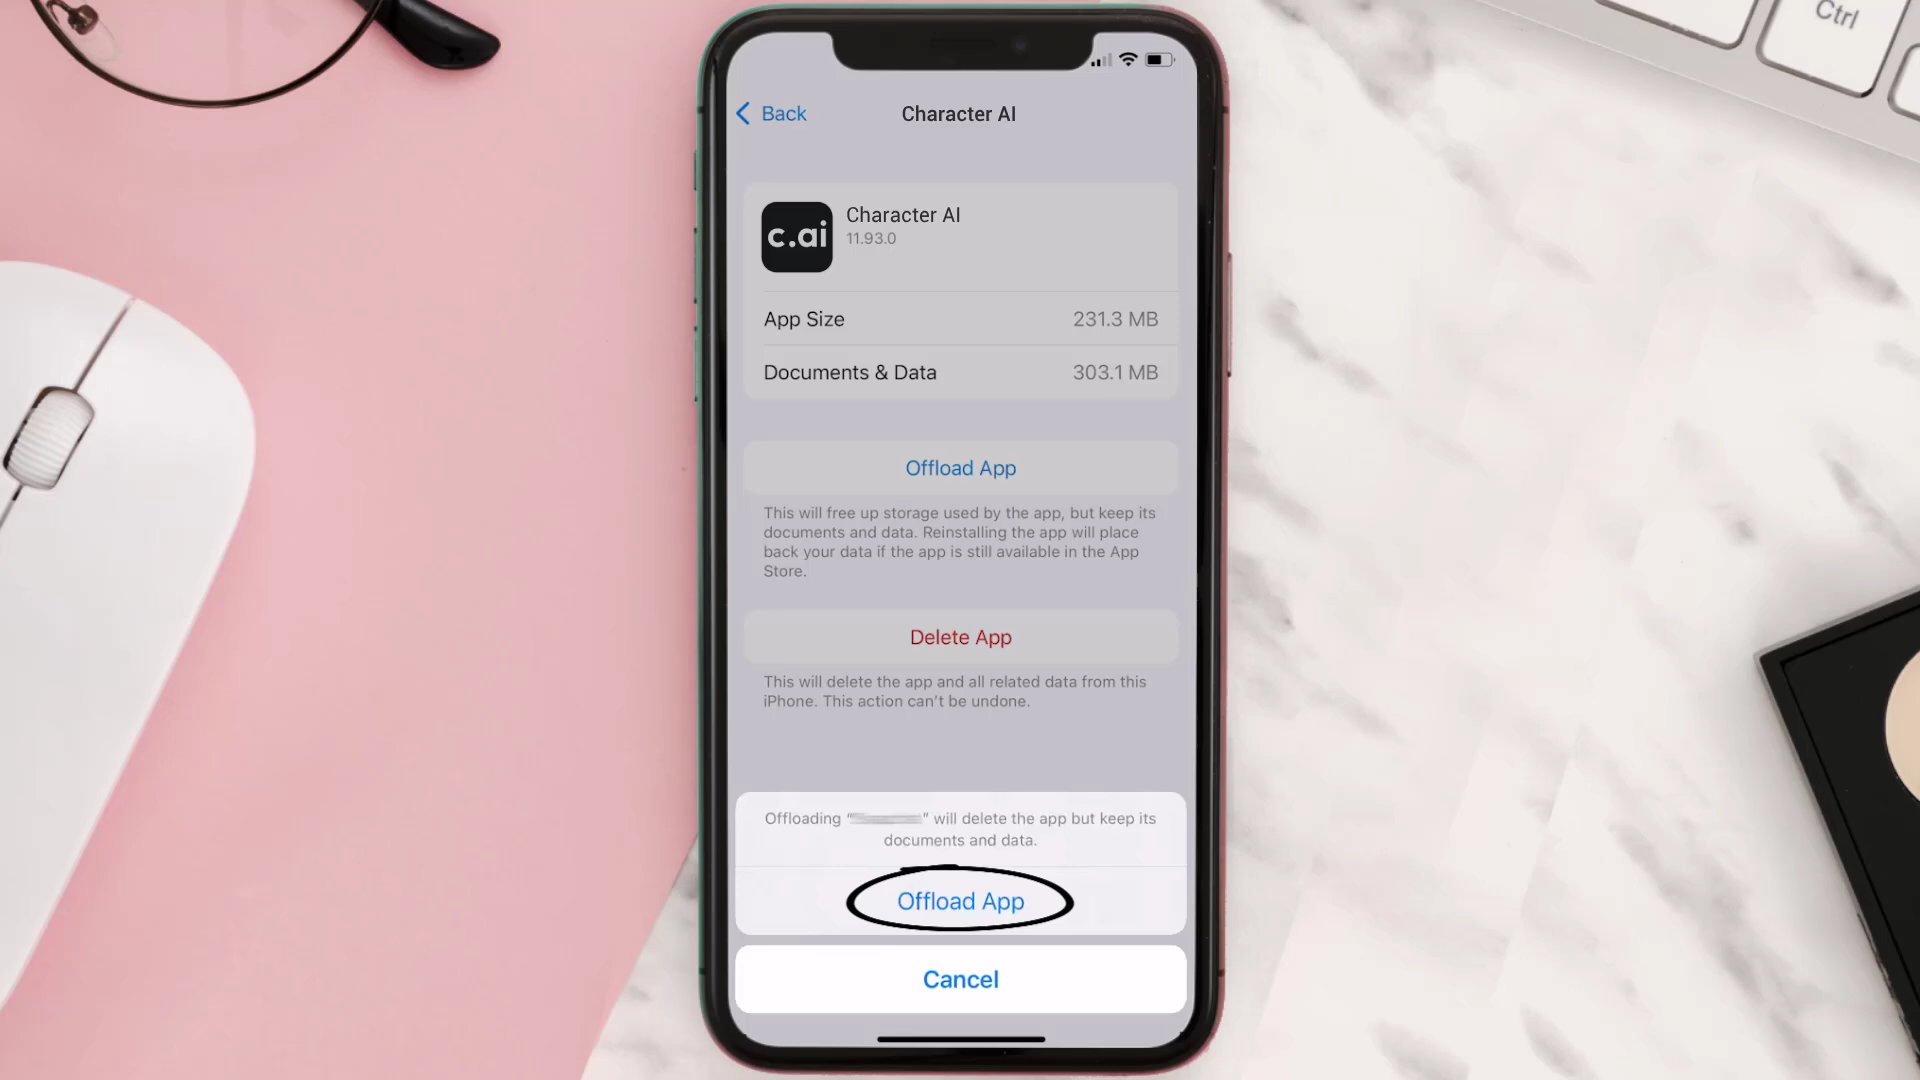 Ctrl
Back
Character AI
c.ai
Character AI
11.93.0
App Size
231.3 MB
Documents & Data
303.1 MB
Offload App
This will free up storage used by the app, but keep its
documents and data. Reinstalling the app will place
back your data if the app is still available in the App
Store.
Delete App
This will delete the app and all related data from this
iPhone. This action can't be undone.
Offloading "
" will delete the app but keep its
documents and data.
Offload App
Cancel